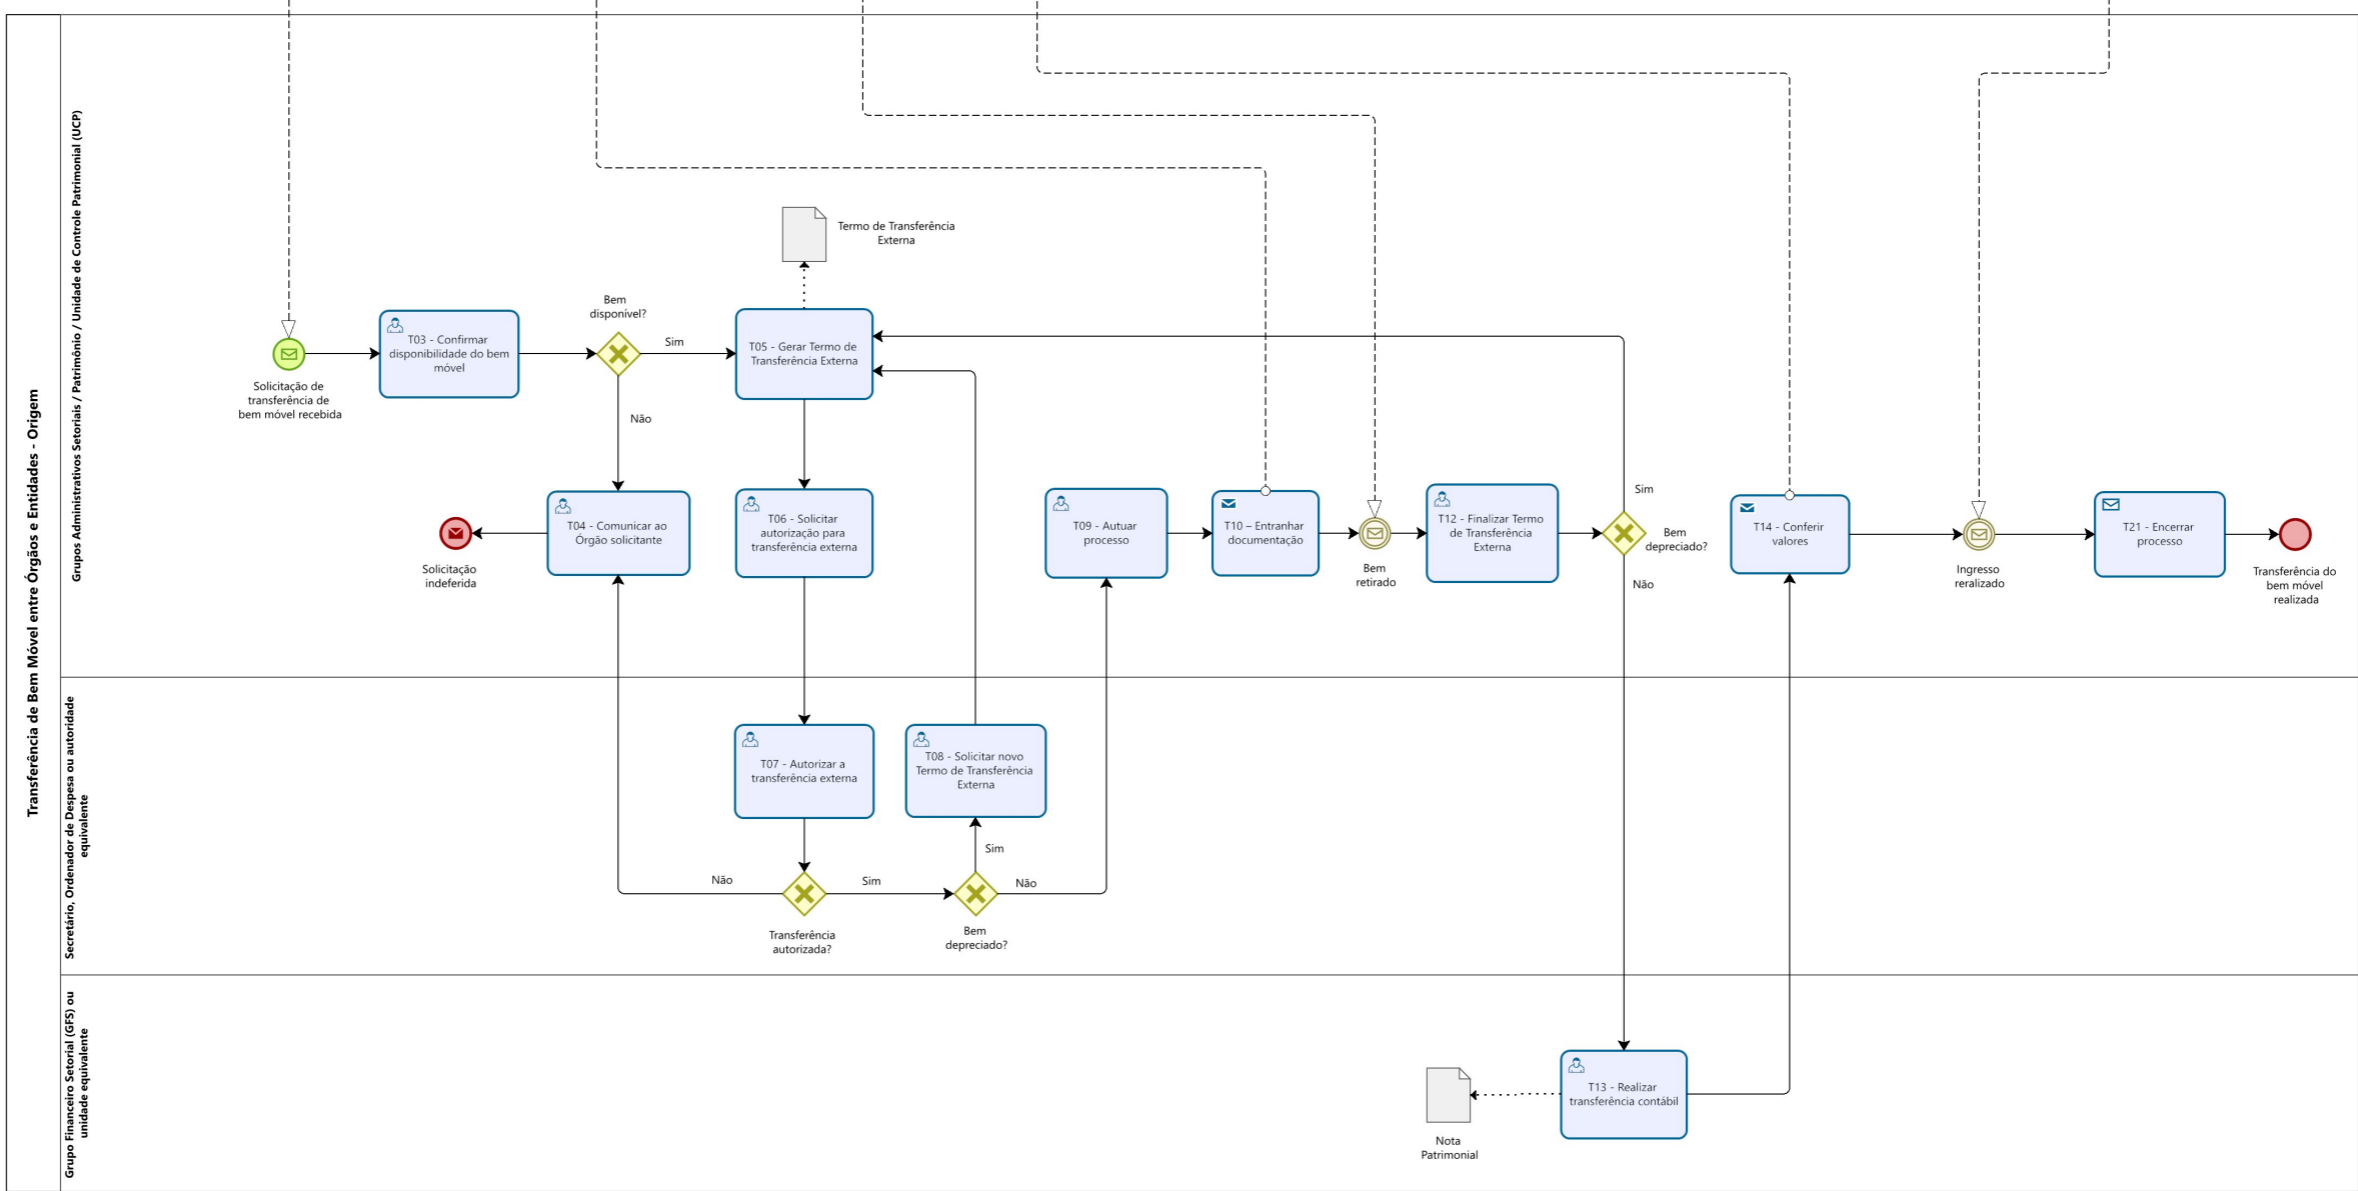 Transferência de Bem Móvel entre Órgãos e Entidades - Origem
Grupos Administrativos Setoriais / Patrimônio / Unidade de Controle Patrimonial (UCP)
Termo de Transferência
Externa
Solicitação de
transferência de
bem móvel recebida
T03 - Confirmar
disponibilidade do bem
móvel
Bem
disponível?
Sim
Não
T05 - Gerar Termo de
Transferência Externa
T04 - Comunicar ao
Órgão solicitante
Solicitação
indeferida
T06 - Solicitar
autorização para
transferência externa
T09 - Autuar
processo
T10 – Entranhar
documentação
Bem
retirado
T12 - Finalizar Termo
de Transferência
Externa
Sim
Bem
depreciado?
Não
T14 - Conferir
valores
Ingresso
reralizado
T21 - Encerrar
processo
Transferência do
bem móvel
realizada
Secretário, Ordenador de Despesa ou autoridade
equivalente
T07 - Autorizar a
transferência externa
T08 - Solicitar novo
Termo de Transferência
Externa
Não
Sim
Sim
Não
Transferência
autorizada?
Bem
depreciado?
Grupo Financeiro Setorial (GFS) ou
unidade equivalente
T13 - Realizar
transferência contábil
Nota
Patrimonial